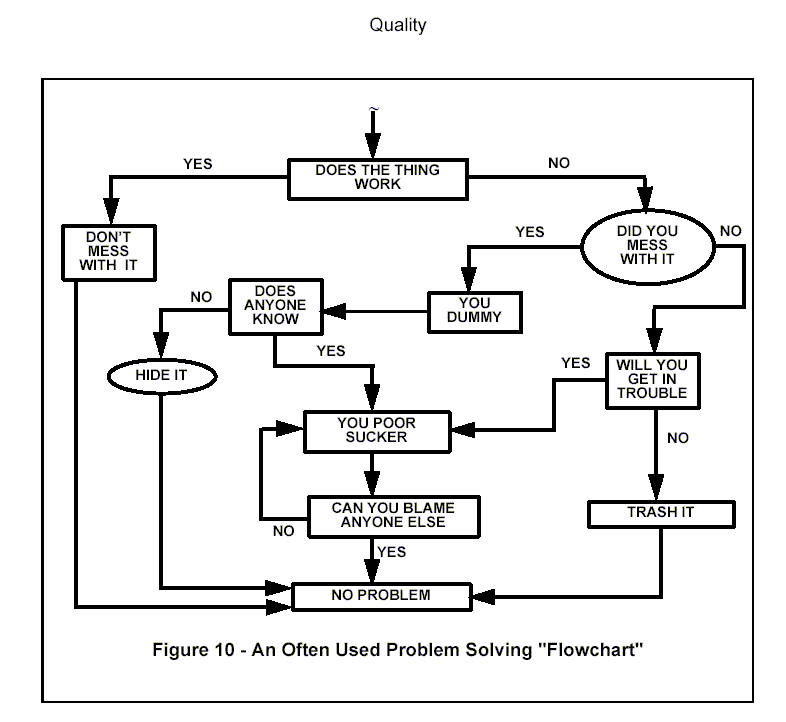 Quality
~
YES
DOES THE THING
WORK
NO
DON'T
MESS
WITH IT
DID YOU
MESS
WITH IT
YES
NO
NO
DOES
ANYONE
KNOW
YOU
DUMMY
YES
HIDE IT
YES
WILL YOU
GET IN
TROUBLE
YOU POOR
SUCKER
NO
CAN YOU BLAME
ANYONE ELSE
NO
TRASH IT
YES
NO PROBLEM
Figure 10 - An Often Used Problem Solving "Flowchart"